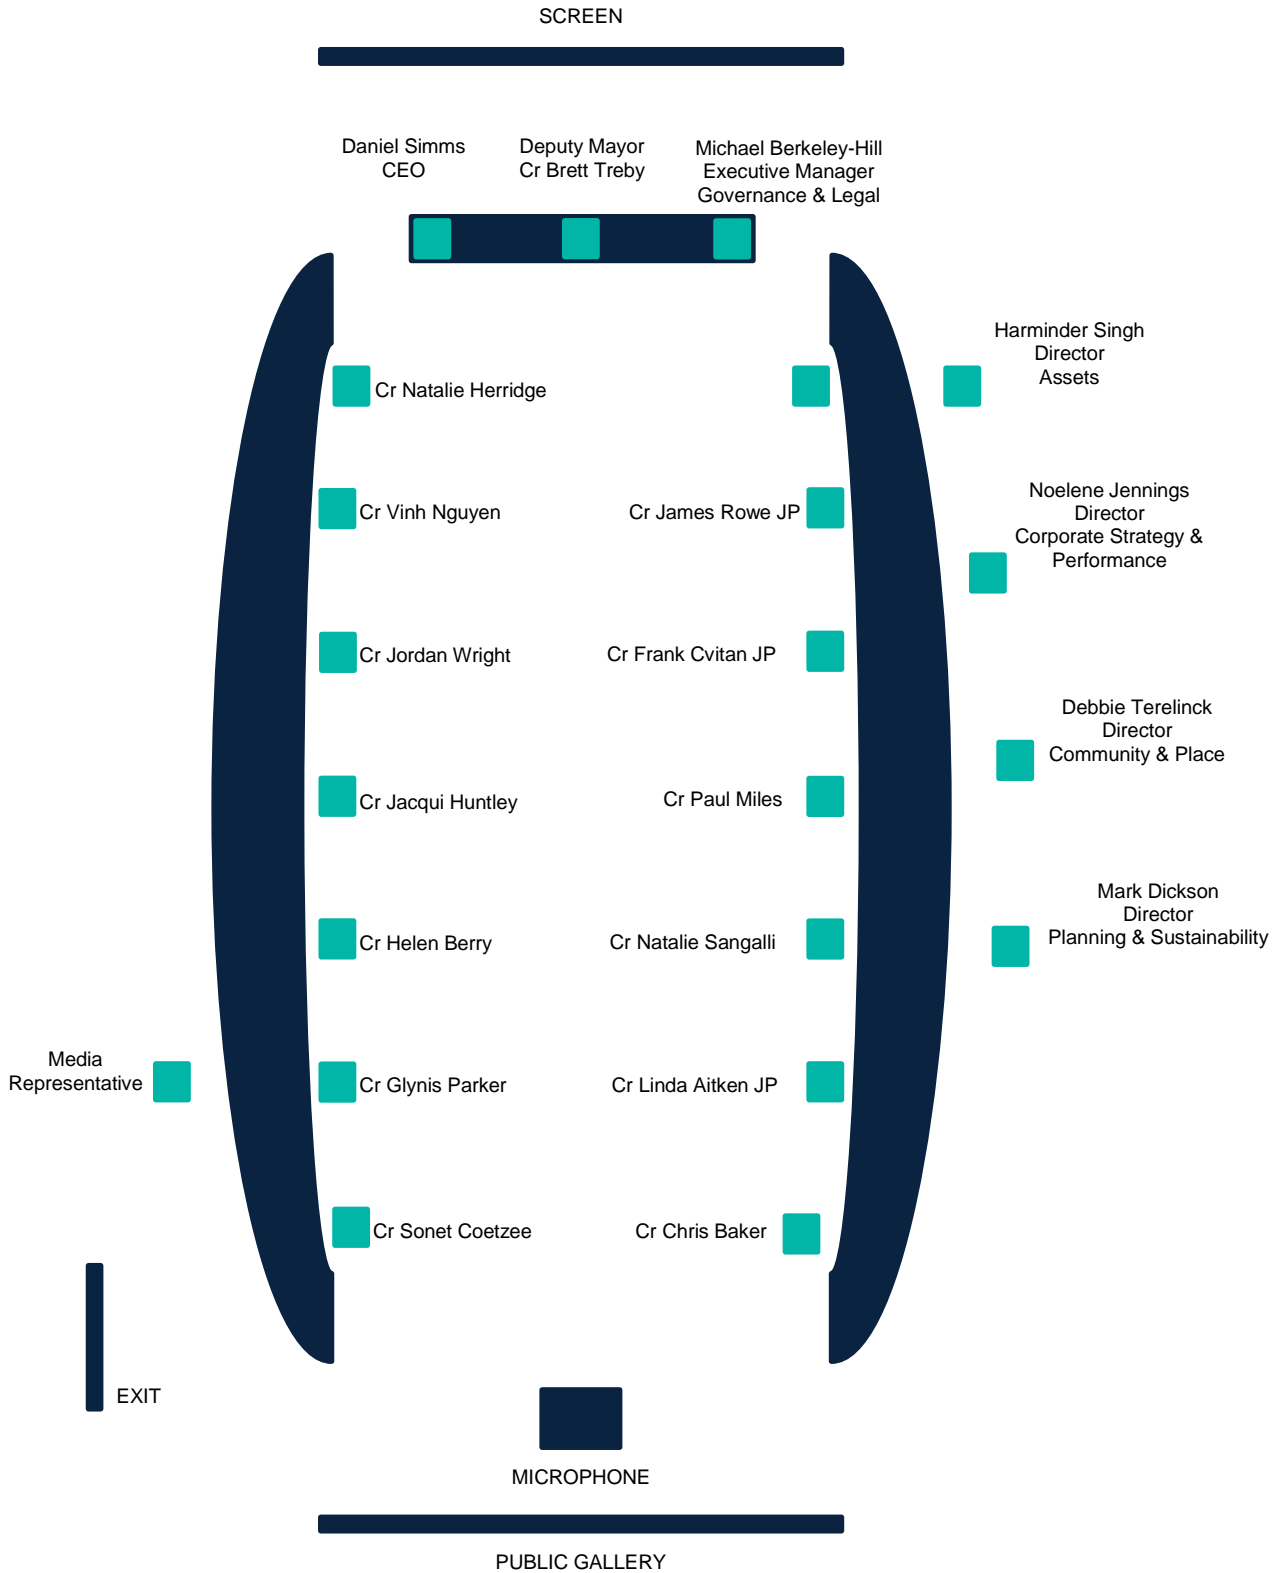 SCREEN
Daniel Simms
CEO
Deputy Mayor
Cr Brett Treby
Michael Berkeley-Hill
Executive Manager
Governance & Legal
Harminder Singh
Director
Assets
Cr Natalie Herridge
Noelene Jennings
Director
Corporate Strategy &
Performance
Cr Vinh Nguyen
Cr James Rowe JP
Cr Jordan Wright
Cr Frank Cvitan JP
Debbie Terelinck
Director
Community & Place
Cr Jacqui Huntley
Cr Paul Miles
Mark Dickson
Director
Planning & Sustainability
Cr Helen Berry
Cr Natalie Sangalli
Media
Representative
Cr Glynis Parker
Cr Linda Aitken JP
Cr Sonet Coetzee
Cr Chris Baker
EXIT
MICROPHONE
PUBLIC GALLERY